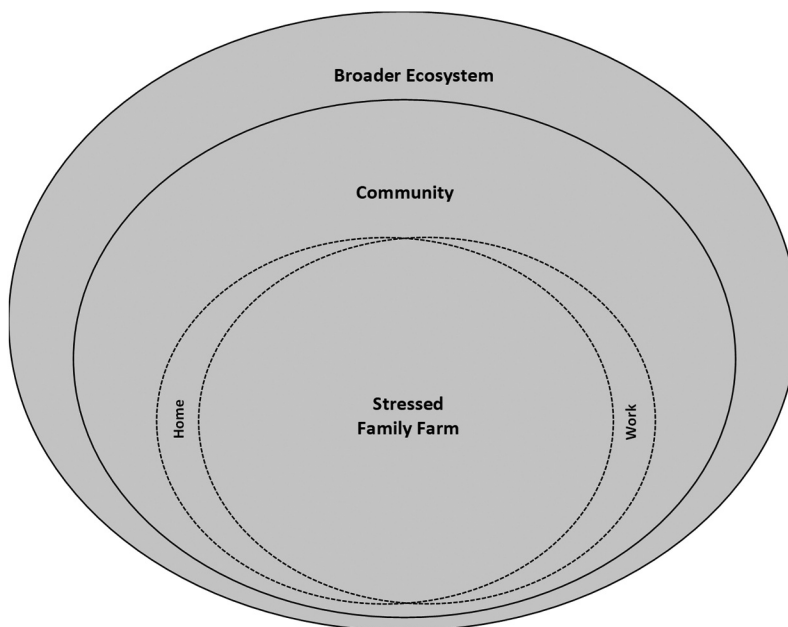 Broader Ecosystem
Community
Home
Stressed
Family Farm
Work